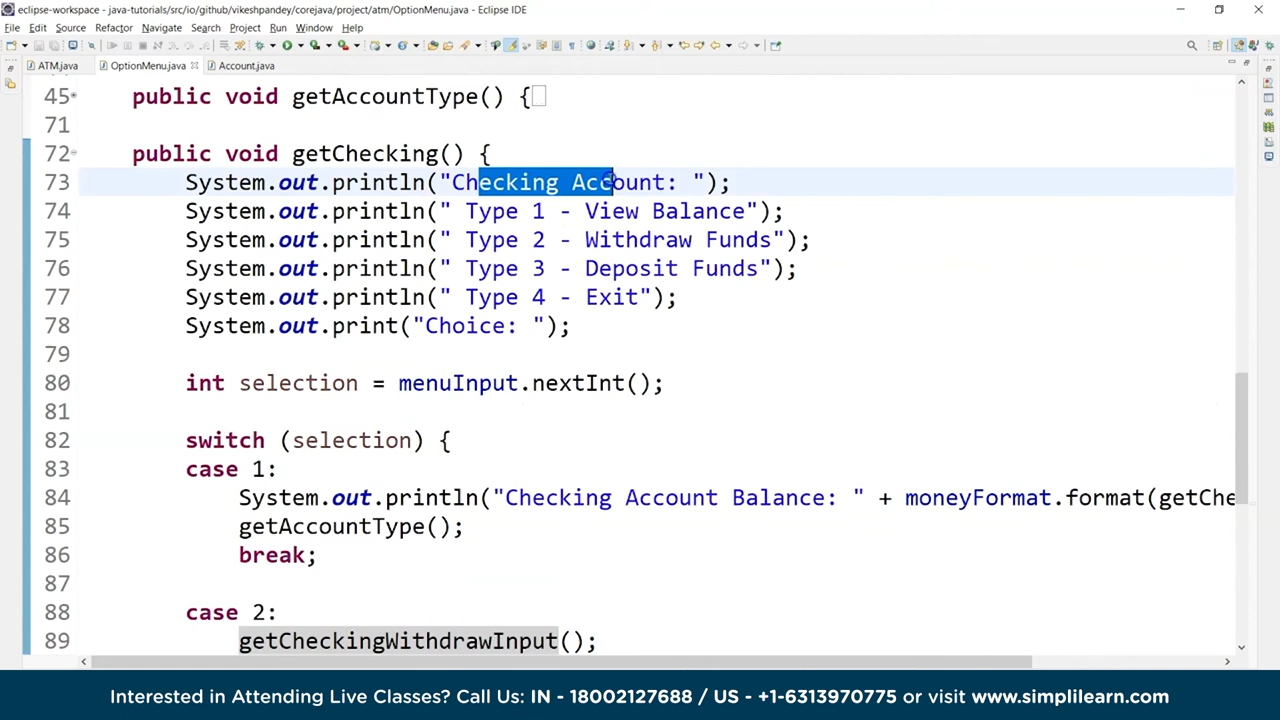 eclipse-workspace - java-tutorials/src/io/github/vikeshpandey/corejava/project/atm/OptionMenu.java - Eclipse IDE
File Edit Source Refactor Navigate Search Project Run Window Help
ATM.java OptionMenu.java Account.java
45 public void getAccountType() {
71
72 public void getChecking() {
73 System.out.println("Checking Account: ");
74 System.out.println(" Type 1 - View Balance");
75 System.out.println(" Type 2 - Withdraw Funds");
76 System.out.println(" Type 3 - Deposit Funds");
77 System.out.println(" Type 4 - Exit");
78 System.out.print("Choice: ");
79
80 int selection = menuInput.nextInt();
81
82 switch (selection) {
83 case 1:
84 System.out.println("Checking Account Balance: " + moneyFormat.format(getChe
85 getAccountType();
86 break;
87
88 case 2:
89 getCheckingWithdrawInput();
Interested in Attending Live Classes? Call Us: IN - 18002127688 / US - +1-6313970775 or visit www.simplilearn.com